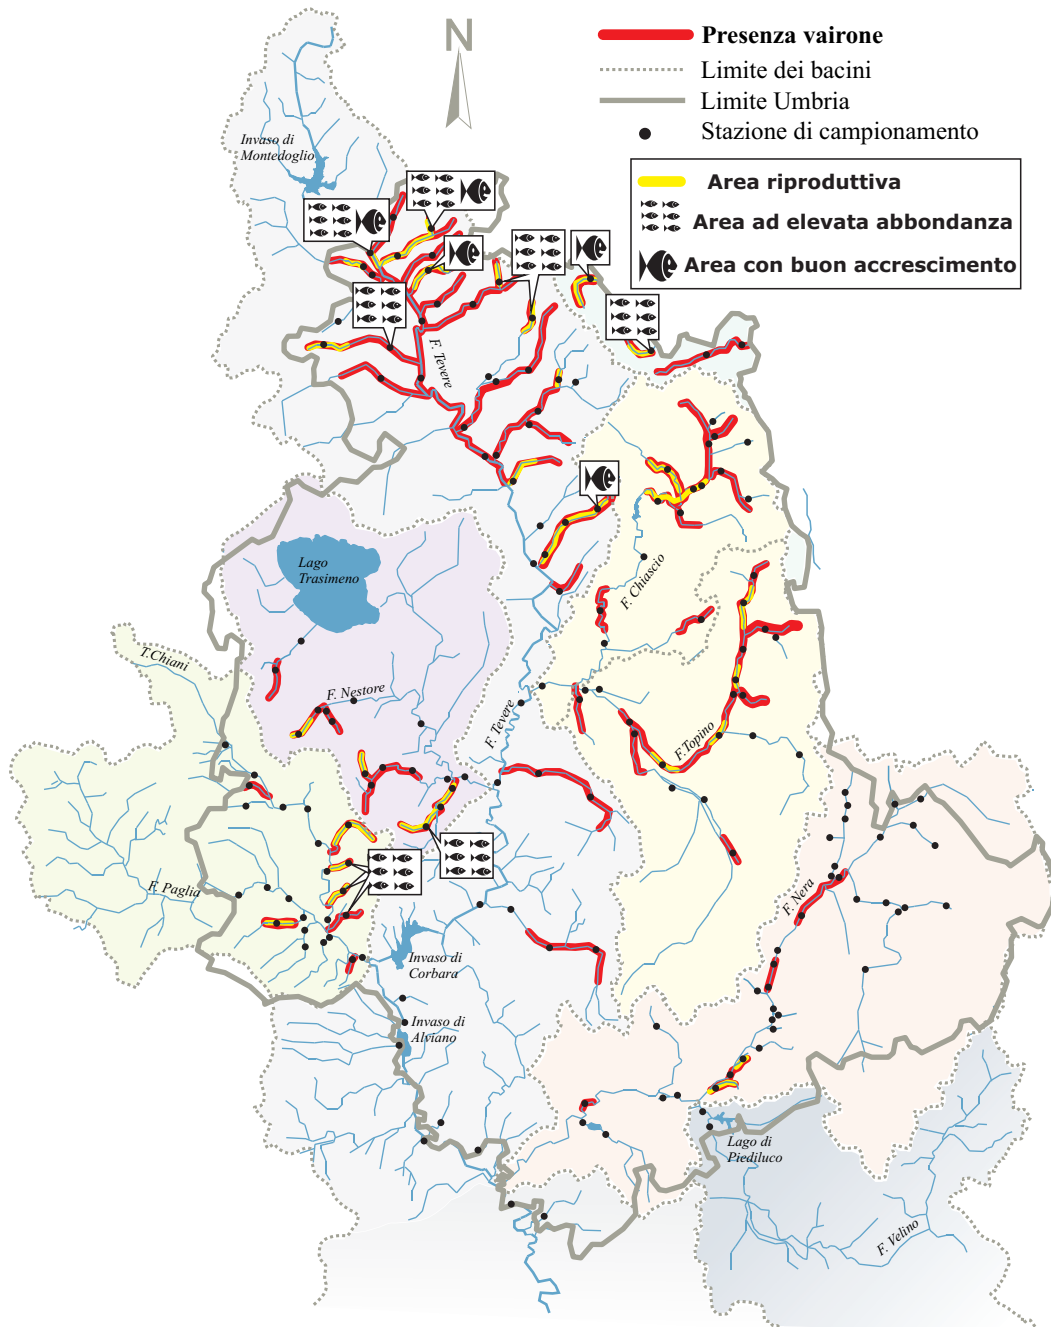 N
Presenza vairone
Limite dei bacini
Limite Umbria
Stazione di campionamento
Area riproduttiva
Area ad elevata abbondanza
Area con buon accrescimento
Invaso di
Montedoglio
F. Tevere
Lago
Trasimeno
F. Chiascio
T.Chiani
F. Nestore
F. Tevere
F.Topino
F. Paglia
F. Nera
Invaso di
Corbara
Invaso di
Alviano
Lago di
Piediluco
F. Velino